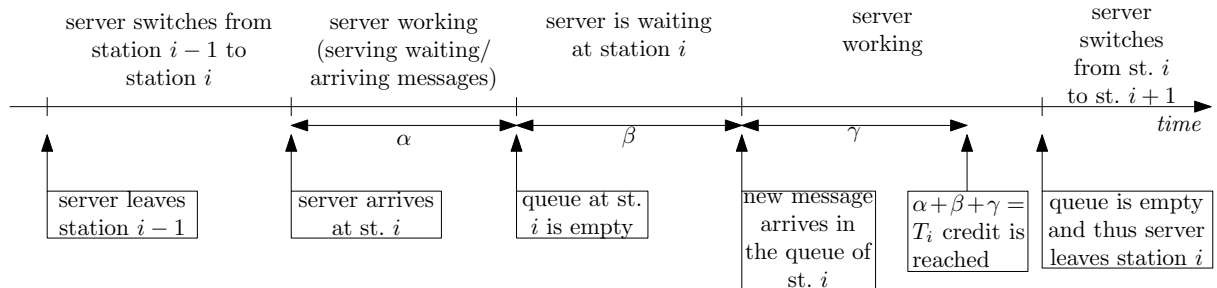 server switches from
station i − 1 to
station i
server working
(serving waiting/
arriving messages)
server is waiting
at station i
server
working
server
switches
from st. i
to st. i + 1
time
α
β
γ
server leaves
station i − 1
server arrives
at st. i
queue at st.
i is empty
new message
arrives in
the queue of
st. i
α + β + γ =
T_i credit is
reached
queue is empty
and thus server
leaves station i